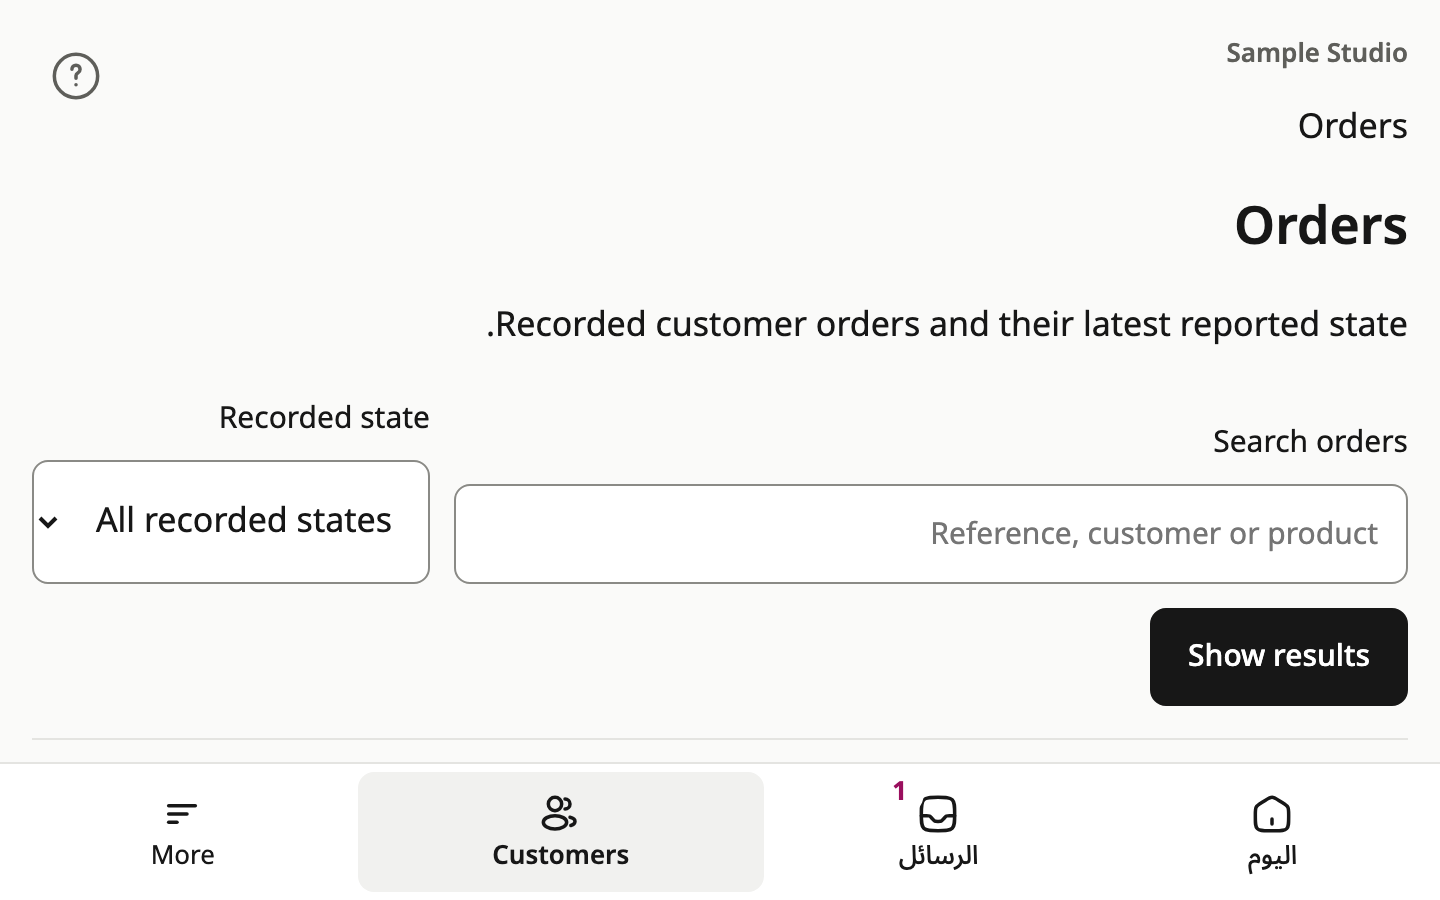 Sample Studio
Orders
Orders
.Recorded customer orders and their latest reported state
Search orders
Reference, customer or product
Recorded state
All recorded states
Show results
اليوم
الرسائل
1
Customers
More